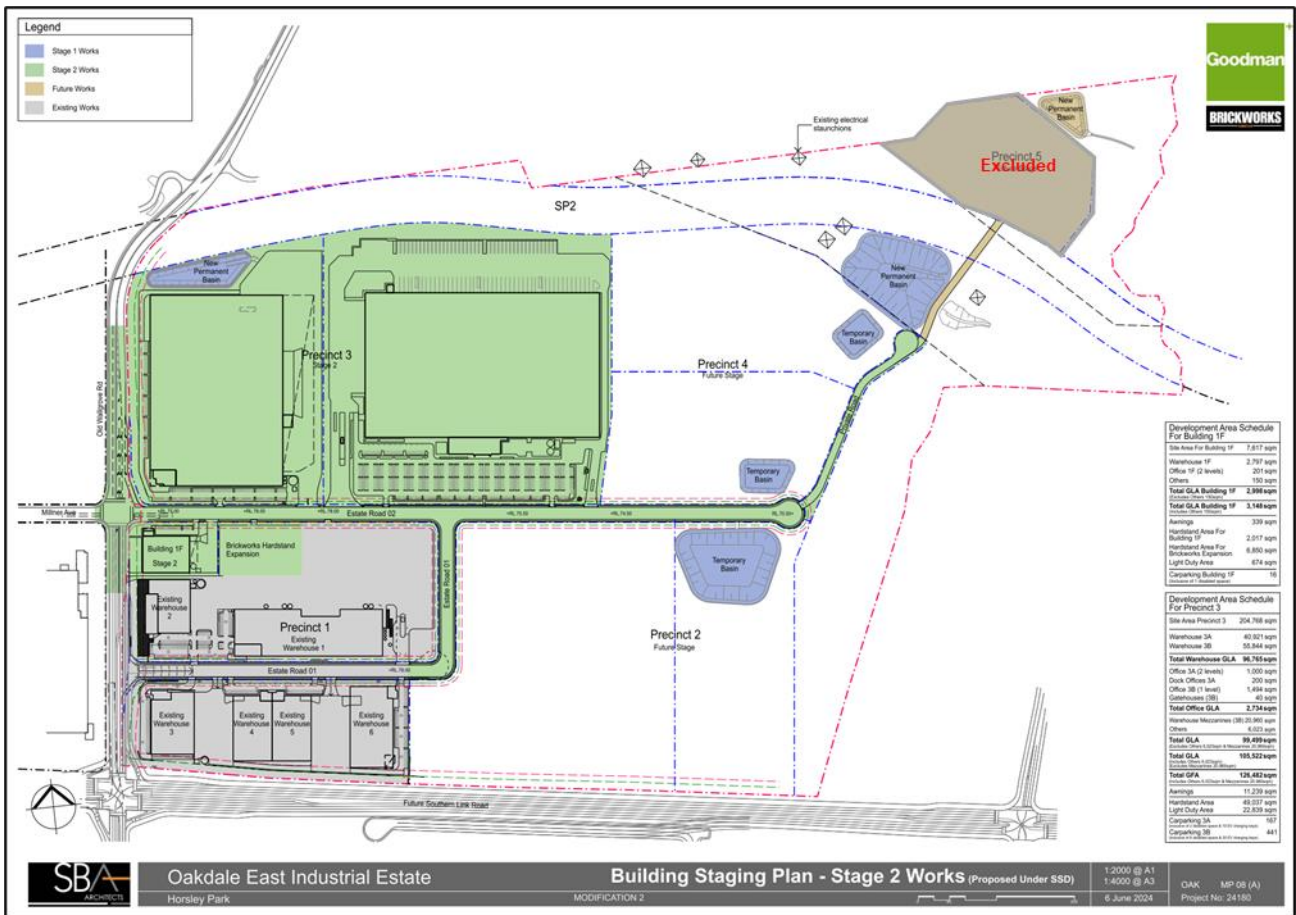 Legend
Stage 1 Works
Stage 2 Works
Future Works
Existing Works
Goodman
BRICKWORKS
Existing electrical
staunchions
New
Permanent
Basin
Precinct 5
Excluded
SP2
New
Permanent
Basin
New
Permanent
Basin
Temporary
Basin
Precinct 3
Stage 2
Precinct 4
Future Stage
Old Wallgrove Rd
Private Road
Temporary
Basin
Millner Ave
Estate Road 02
Building 1F
Stage 2
Brickworks Hardstand
Expansion
Estate Road 01
Temporary
Basin
Existing
Warehouse
2
Precinct 1
Existing
Warehouse 1
Precinct 2
Future Stage
Estate Road 01
Existing
Warehouse
3
Existing
Warehouse
4
Existing
Warehouse
5
Existing
Warehouse
6
Future Southern Link Road
Development Area Schedule
For Building 1F
Site Area For Building 1F 7,617 sqm
Warehouse 1F 2,797 sqm
Office 1F (2 levels) 201 sqm
Others 150 sqm
Total GLA Building 1F 2,998 sqm
Total GLA Building 1F 3,148 sqm
Awnings 339 sqm
Hardstand Area For
Building 1F 2,017 sqm
Hardstand Area For
Brickworks Expansion 6,850 sqm
Light Duty Area 674 sqm
Carparking Building 1F 16
Development Area Schedule
For Precinct 3
Site Area Precinct 3 204,768 sqm
Warehouse 3A 40,921 sqm
Warehouse 3B 55,844 sqm
Total Warehouse GLA 96,765 sqm
Office 3A (2 levels) 1,000 sqm
Dock Offices 3A 200 sqm
Office 3B (1 level) 1,494 sqm
Gatehouses (3B) 40 sqm
Total Office GLA 2,734 sqm
Warehouse Mezzanines (3B) 20,960 sqm
Others 6,023 sqm
Total GLA 99,499 sqm
Total GLA 105,522 sqm
Total GFA 126,482 sqm
Awnings 11,239 sqm
Hardstand Area 49,037 sqm
Light Duty Area 22,839 sqm
Carparking 3A 167
Carparking 3B 441
SBA
ARCHITECTS
Oakdale East Industrial Estate
Horsley Park
Building Staging Plan - Stage 2 Works (Proposed Under SSD)
MODIFICATION 2
1:2000 @ A1
1:4000 @ A3
6 June 2024
OAK MP 08 (A)
Project No: 24180